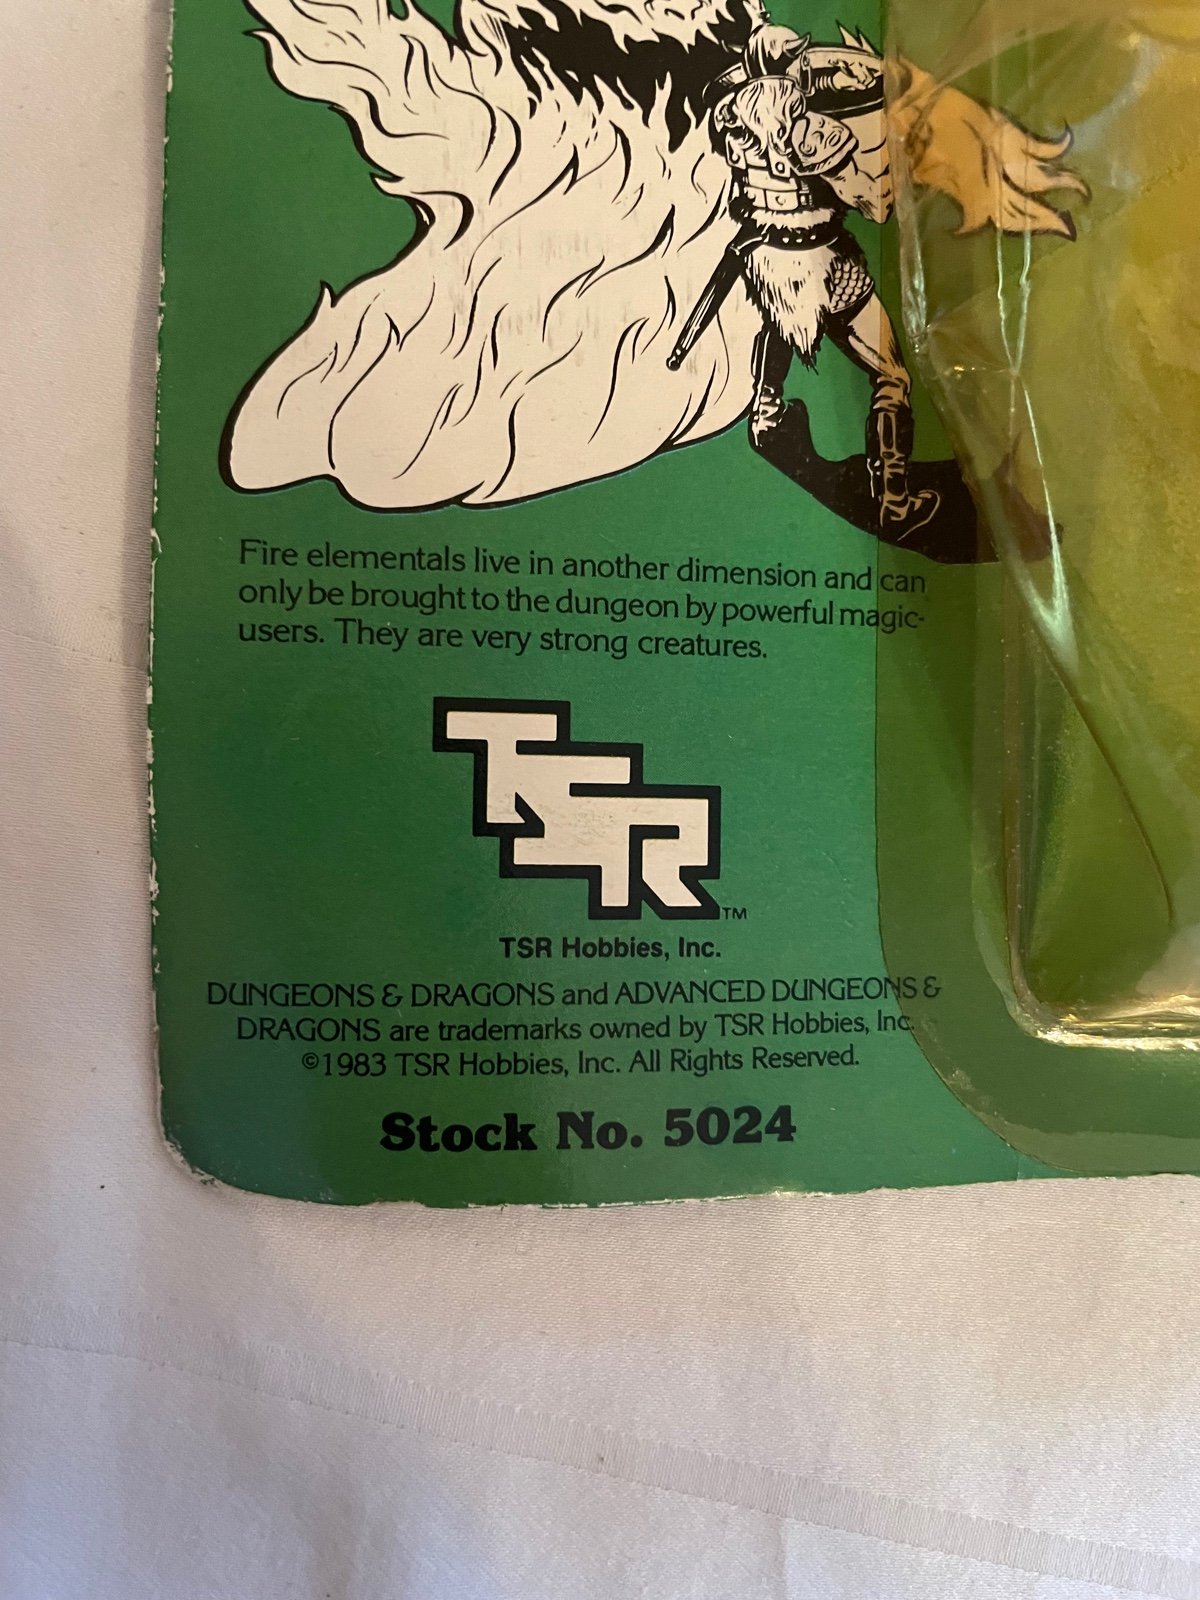 Fire elementals live in another dimension and can
only be brought to the dungeon by powerful magic-
users. They are very strong creatures.
TSR™
TSR Hobbies, Inc.
DUNGEONS & DRAGONS and ADVANCED DUNGEONS &
DRAGONS are trademarks owned by TSR Hobbies, Inc.
©1983 TSR Hobbies, Inc. All Rights Reserved.
Stock No. 5024